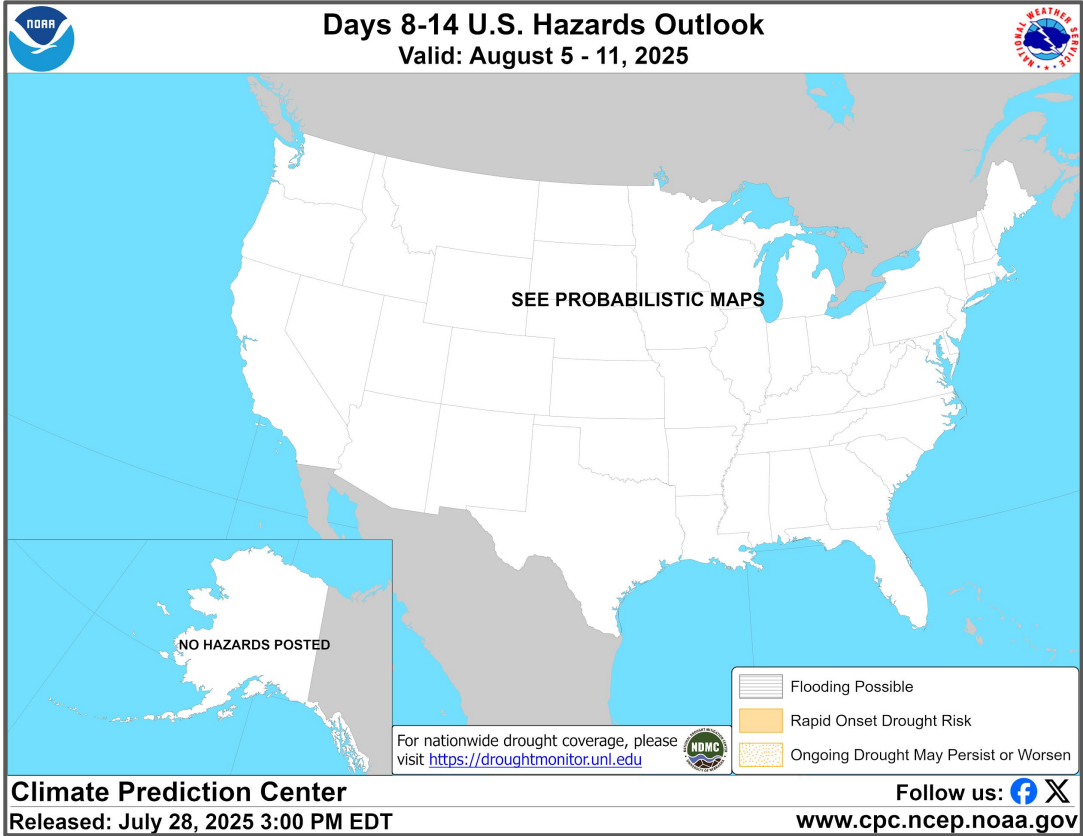 NOAA
Days 8-14 U.S. Hazards Outlook
Valid: August 5 - 11, 2025
NATIONAL WEATHER SERVICE
SEE PROBABILISTIC MAPS
NO HAZARDS POSTED
Flooding Possible
Rapid Onset Drought Risk
Ongoing Drought May Persist or Worsen
For nationwide drought coverage, please
visit https://droughtmonitor.unl.edu
NDMC
Climate Prediction Center
Released: July 28, 2025 3:00 PM EDT
Follow us:
www.cpc.ncep.noaa.gov